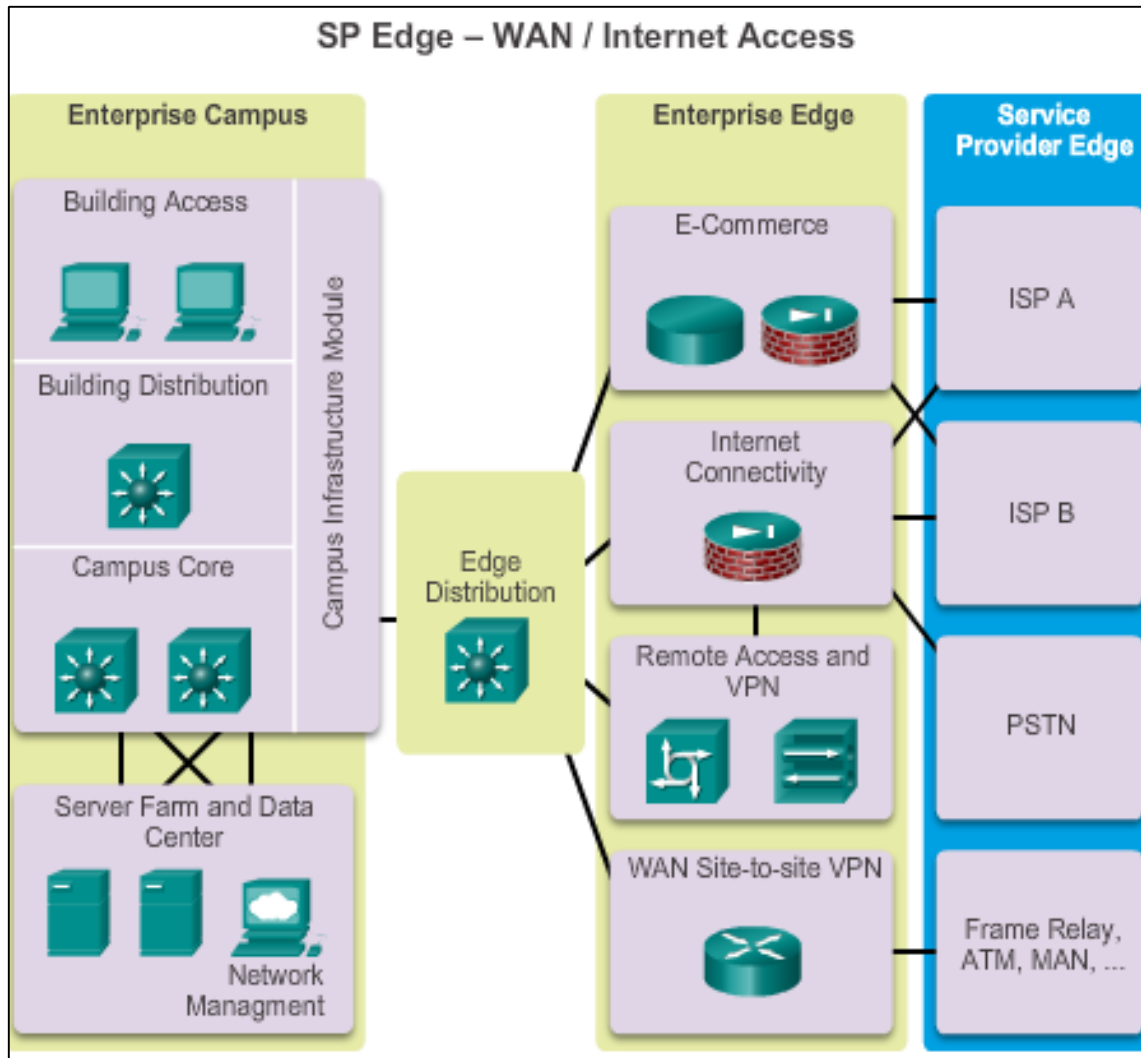 SP Edge – WAN / Internet Access
Enterprise Campus
Building Access
Building Distribution
Campus Core
Campus Infrastructure Module
Server Farm and Data
Center
Network
Managment
Edge
Distribution
Enterprise Edge
E-Commerce
Internet
Connectivity
Remote Access and
VPN
WAN Site-to-site VPN
Service
Provider Edge
ISP A
ISP B
PSTN
Frame Relay,
ATM, MAN, ...